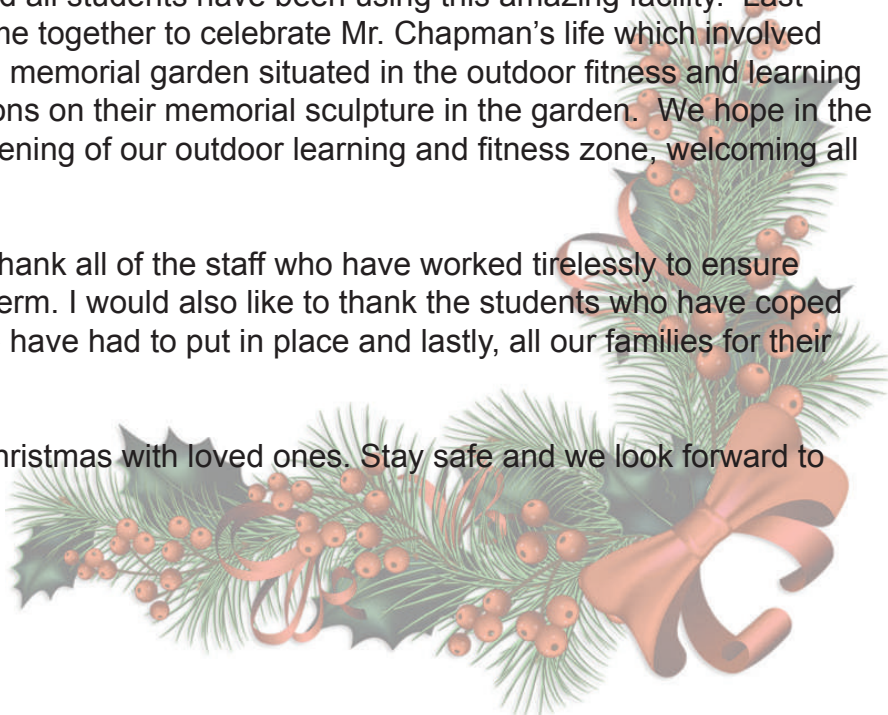 d all students have been using this amazing facility. Last
me together to celebrate Mr. Chapman’s life which involved
memorial garden situated in the outdoor fitness and learning
ons on their memorial sculpture in the garden. We hope in the
ening of our outdoor learning and fitness zone, welcoming all
hank all of the staff who have worked tirelessly to ensure
erm. I would also like to thank the students who have coped
have had to put in place and lastly, all our families for their
hristmas with loved ones. Stay safe and we look forward to